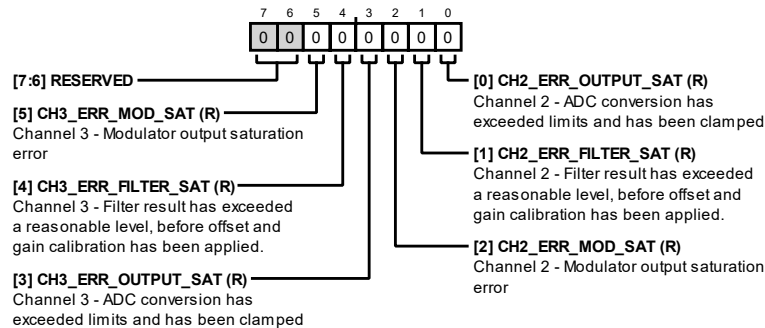 7 6 5 4 3 2 1 0
0 0 0 0 0 0 0 0
[7:6] RESERVED
[5] CH3_ERR_MOD_SAT (R)
Channel 3 - Modulator output saturation
error
[4] CH3_ERR_FILTER_SAT (R)
Channel 3 - Filter result has exceeded
a reasonable level, before offset and
gain calibration has been applied.
[3] CH3_ERR_OUTPUT_SAT (R)
Channel 3 - ADC conversion has
exceeded limits and has been clamped
[0] CH2_ERR_OUTPUT_SAT (R)
Channel 2 - ADC conversion has
exceeded limits and has been clamped
[1] CH2_ERR_FILTER_SAT (R)
Channel 2 - Filter result has exceeded
a reasonable level, before offset and
gain calibration has been applied.
[2] CH2_ERR_MOD_SAT (R)
Channel 2 - Modulator output saturation
error